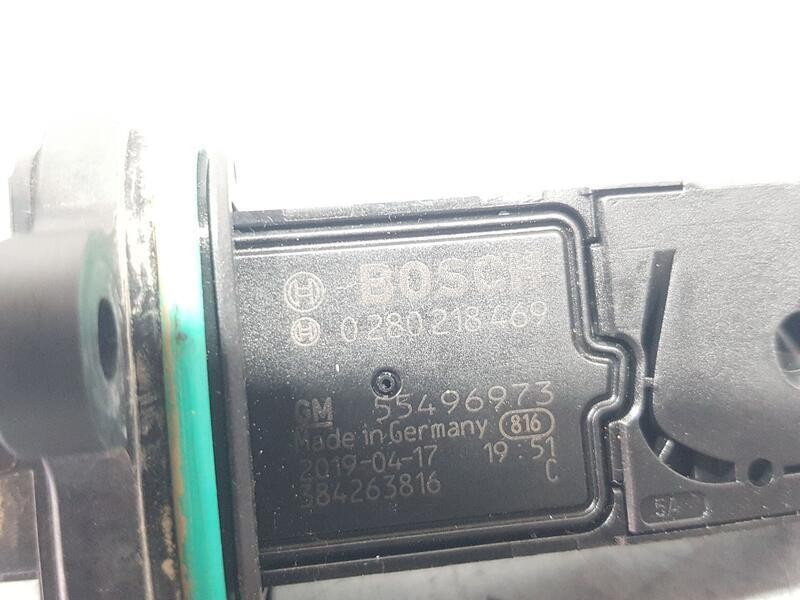 BOSCH
0 280 218 469
GM 55496973
Made in Germany 816
2019-04-17 19:51
384263816 C
5A